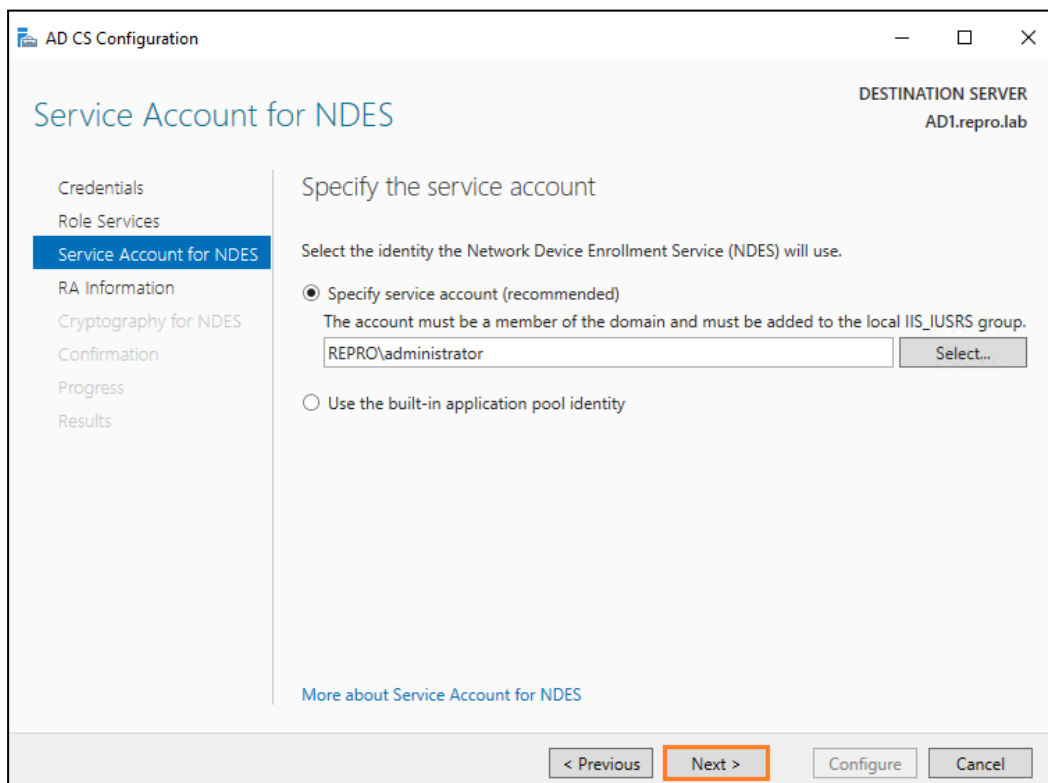 AD CS Configuration
Service Account for NDES
DESTINATION SERVER
AD1.repro.lab
Credentials
Role Services
Service Account for NDES
RA Information
Cryptography for NDES
Confirmation
Progress
Results
Specify the service account
Select the identity the Network Device Enrollment Service (NDES) will use.
Specify service account (recommended)
The account must be a member of the domain and must be added to the local IIS_IUSRS group.
REPRO\administrator
Select...
Use the built-in application pool identity
More about Service Account for NDES
< Previous
Next >
Configure
Cancel